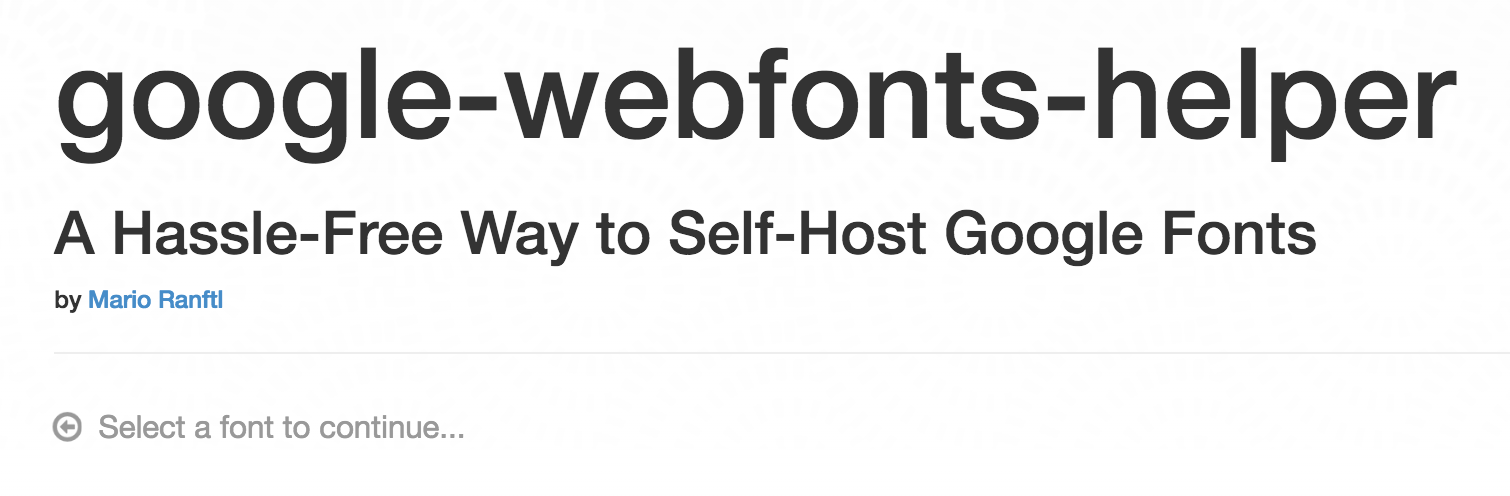 google-webfonts-helper
A Hassle-Free Way to Self-Host Google Fonts
by Mario Ranftl
Select a font to continue...